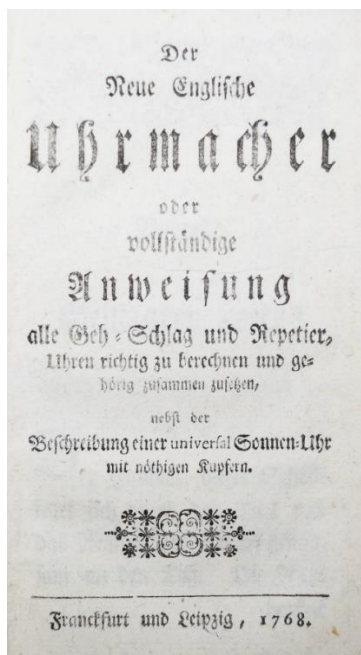 Der
Neue Englische
Uhrmacher
oder
vollständige
Anweisung
alle Geh-Schlag und Repetier,
Uhren richtig zu berechnen und ge-
hörig zusammen zusetzen,
nebst der
Beschreibung einer universal Sonnen-Uhr
mit nöthigen Kupfern.
Franckfurt und Leipzig, 1768.